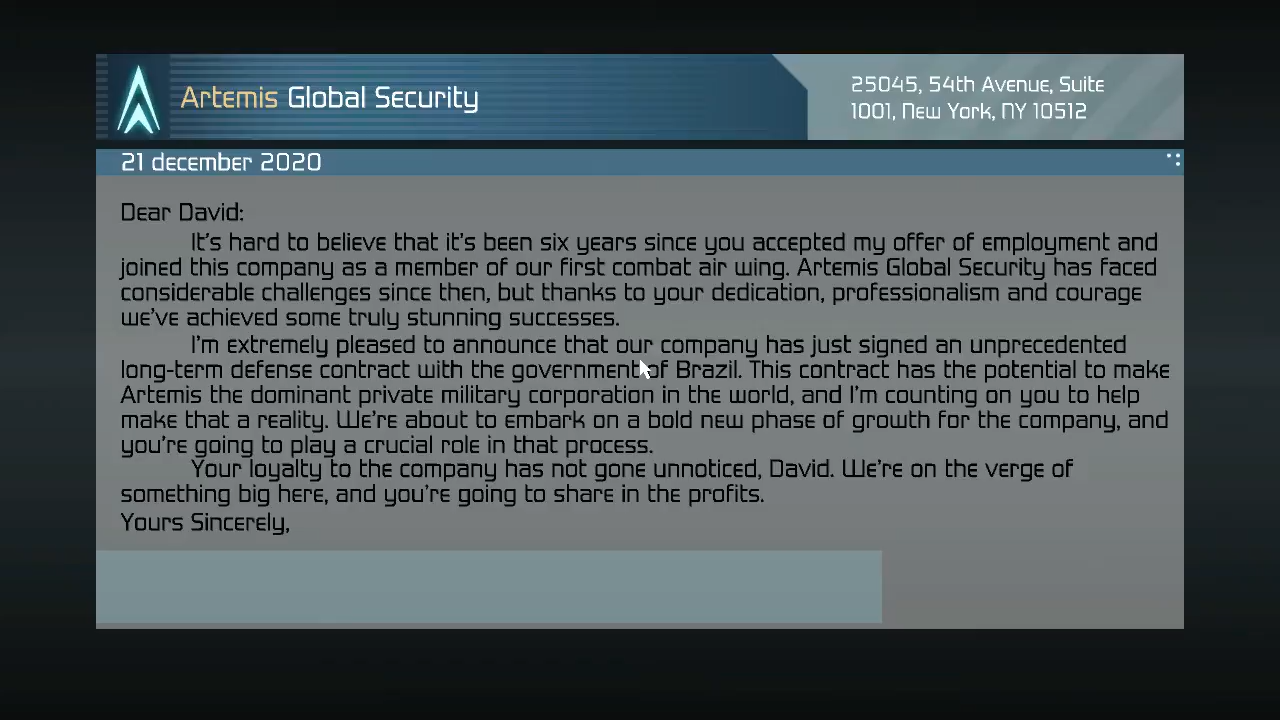 Artemis Global Security
25045, 54th Avenue, Suite
1001, New York, NY 10512
21 december 2020
Dear David:
It's hard to believe that it's been six years since you accepted my offer of employment and
joined this company as a member of our first combat air wing. Artemis Global Security has faced
considerable challenges since then, but thanks to your dedication, professionalism and courage
we've achieved some truly stunning successes.
I'm extremely pleased to announce that our company has just signed an unprecedented
long-term defense contract with the government of Brazil. This contract has the potential to make
Artemis the dominant private military corporation in the world, and I'm counting on you to help
make that a reality. We're about to embark on a bold new phase of growth for the company, and
you're going to play a crucial role in that process.
Your loyalty to the company has not gone unnoticed, David. We're on the verge of
something big here, and you're going to share in the profits.
Yours Sincerely,